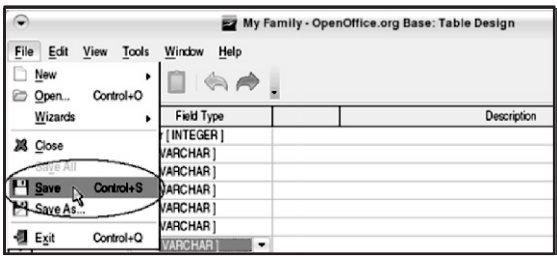 My Family - OpenOffice.org Base: Table Design
File Edit View Tools Window Help
New
Open... Control+O
Wizards
Close
Save All
Save Control+S
Save As...
Exit Control+Q
Field Type Description
[ INTEGER ]
VARCHAR ]
VARCHAR ]
VARCHAR ]
VARCHAR ]
VARCHAR ]
VARCHAR ]